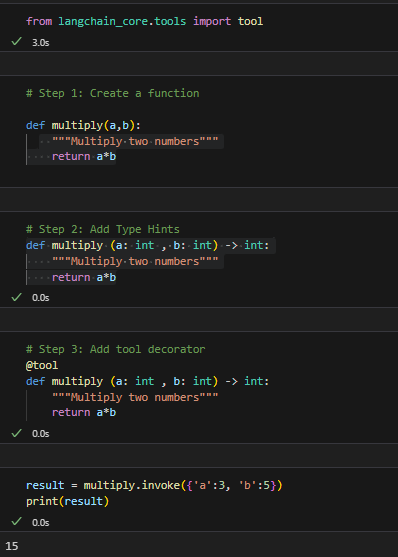 from langchain_core.tools import tool
3.0s
# Step 1: Create a function
def multiply(a,b):
"""Multiply two numbers"""
return a*b
# Step 2: Add Type Hints
def multiply (a: int , b: int) -> int:
"""Multiply two numbers"""
return a*b
0.0s
# Step 3: Add tool decorator
@tool
def multiply (a: int , b: int) -> int:
"""Multiply two numbers"""
return a*b
0.0s
result = multiply.invoke({'a':3, 'b':5})
print(result)
0.0s
15